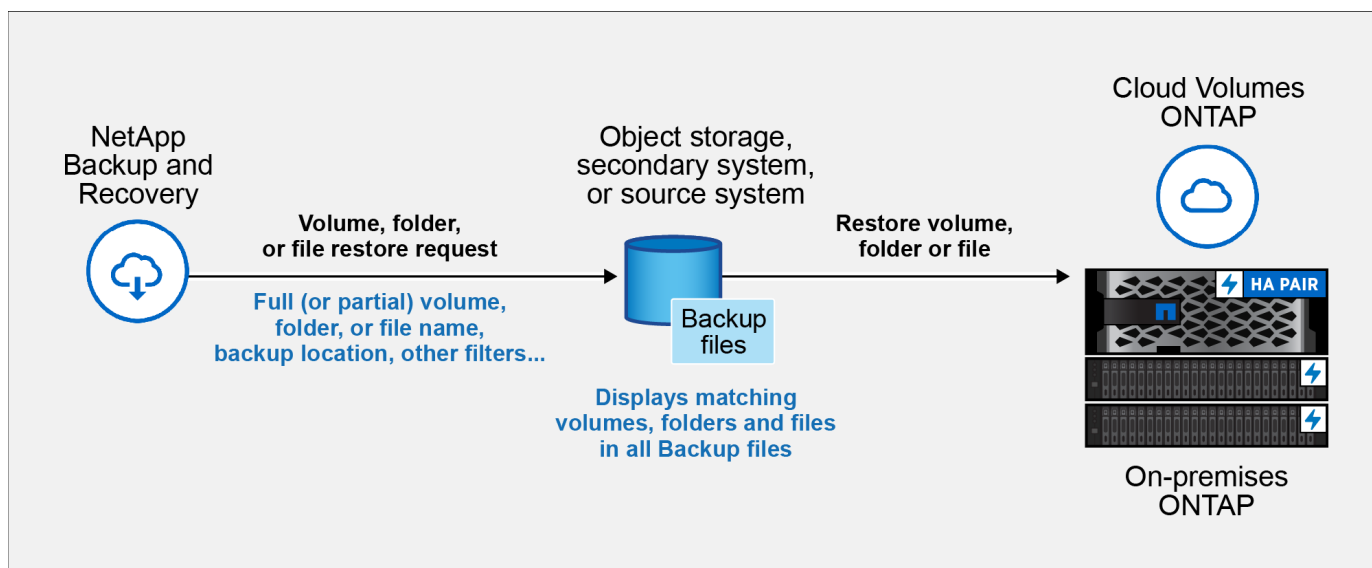 NetApp
Backup and
Recovery
Volume, folder,
or file restore request
Full (or partial) volume,
folder, or file name,
backup location, other filters...
Object storage,
secondary system,
or source system
Backup
files
Displays matching
volumes, folders and files
in all Backup files
Restore volume,
folder or file
Cloud Volumes
ONTAP
HA PAIR
On-premises
ONTAP